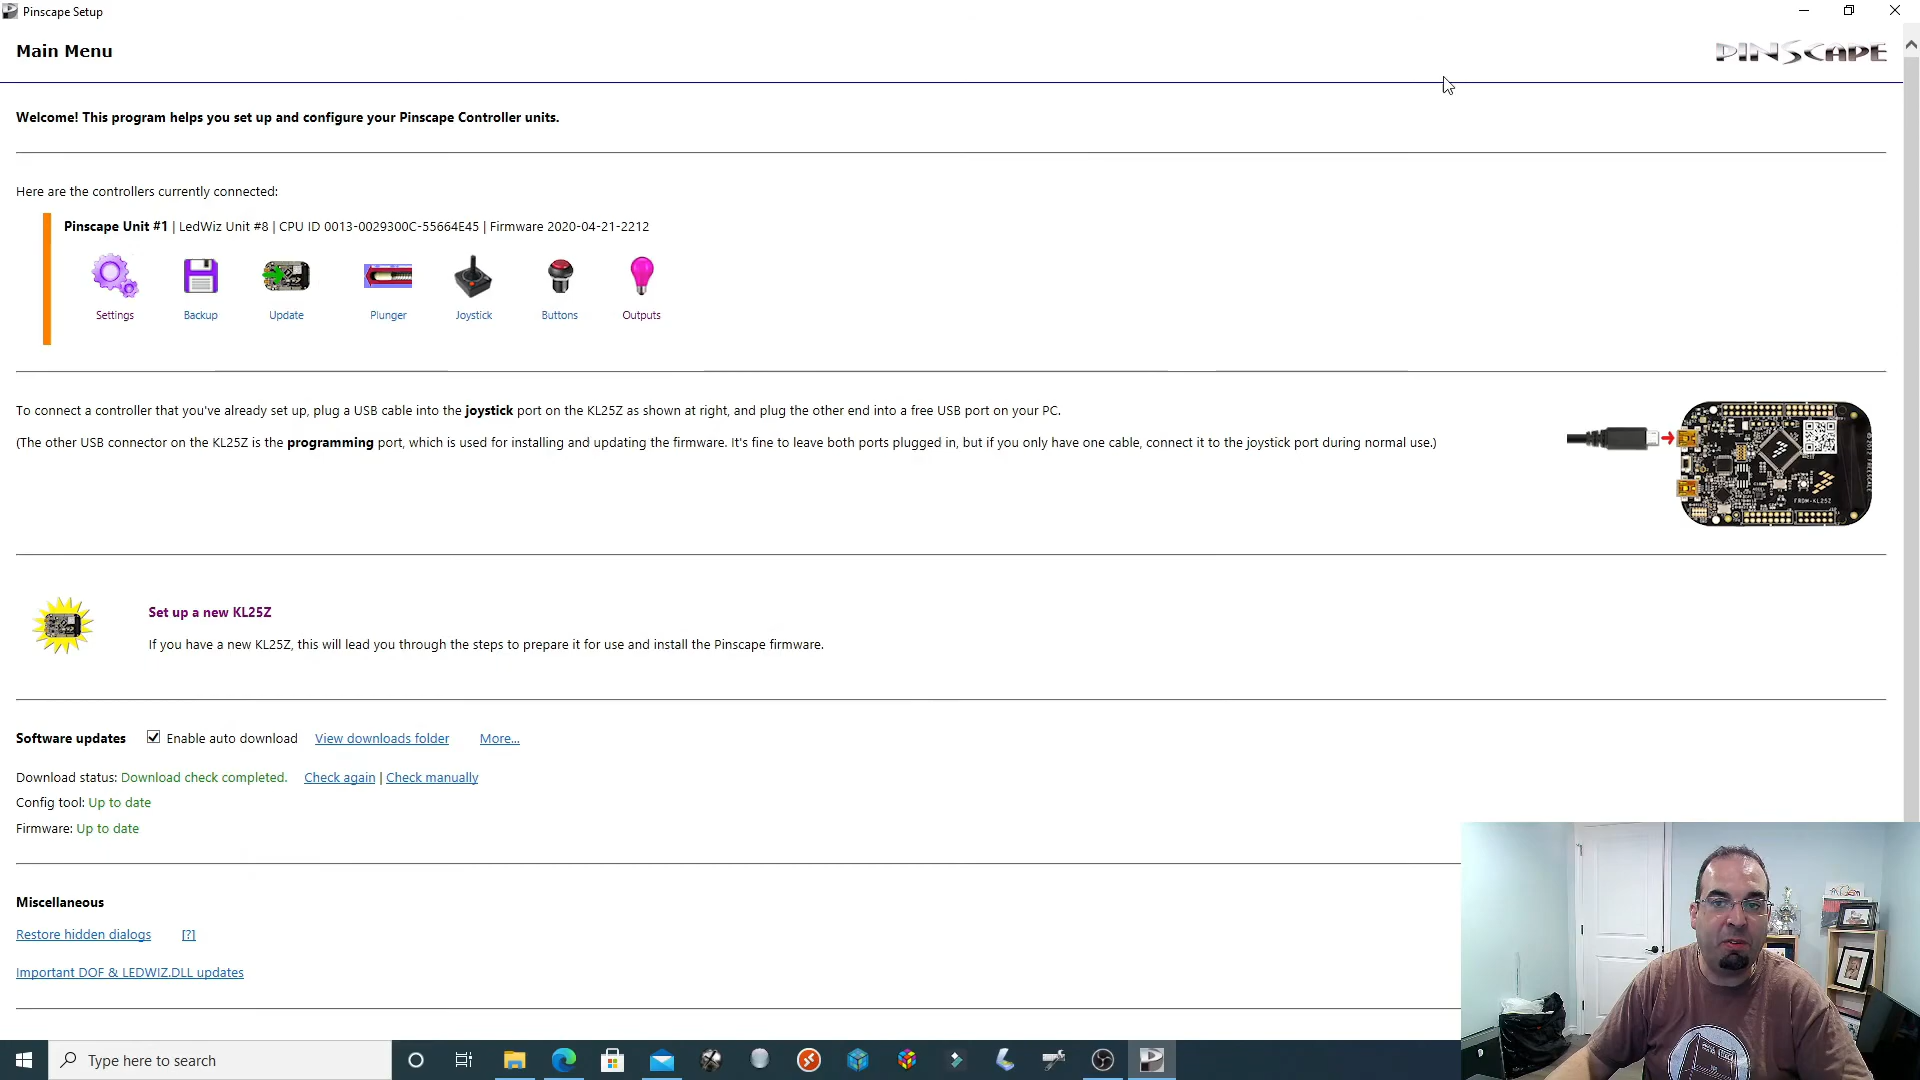 Pinscape Setup
Main Menu
PINSCAPE
Welcome! This program helps you set up and configure your Pinscape Controller units.
Here are the controllers currently connected:
Pinscape Unit #1 | LedWiz Unit #8 | CPU ID 0013-0029300C-55664E45 | Firmware 2020-04-21-2212
Settings Backup Update Plunger Joystick Buttons Outputs
To connect a controller that you've already set up, plug a USB cable into the joystick port on the KL25Z as shown at right, and plug the other end into a free USB port on your PC.
(The other USB connector on the KL25Z is the programming port, which is used for installing and updating the firmware. It's fine to leave both ports plugged in, but if you only have one cable, connect it to the joystick port during normal use.)
FRDM-KL25Z
Set up a new KL25Z
If you have a new KL25Z, this will lead you through the steps to prepare it for use and install the Pinscape firmware.
Software updates Enable auto download View downloads folder More...
Download status: Download check completed. Check again | Check manually
Config tool: Up to date
Firmware: Up to date
Miscellaneous
Restore hidden dialogs [?]
Important DOF & LEDWIZ.DLL updates
Type here to search